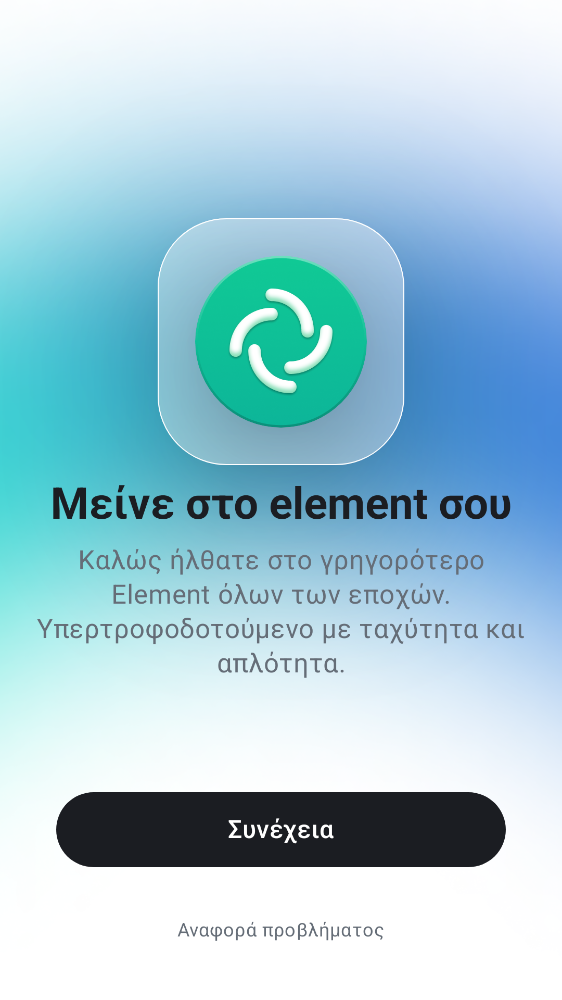 Μείνε στο element σου
Καλώς ήλθατε στο γρηγορότερο
Element όλων των εποχών.
Υπερτροφοδοτούμενο με ταχύτητα και
απλότητα.
Συνέχεια
Αναφορά προβλήματος